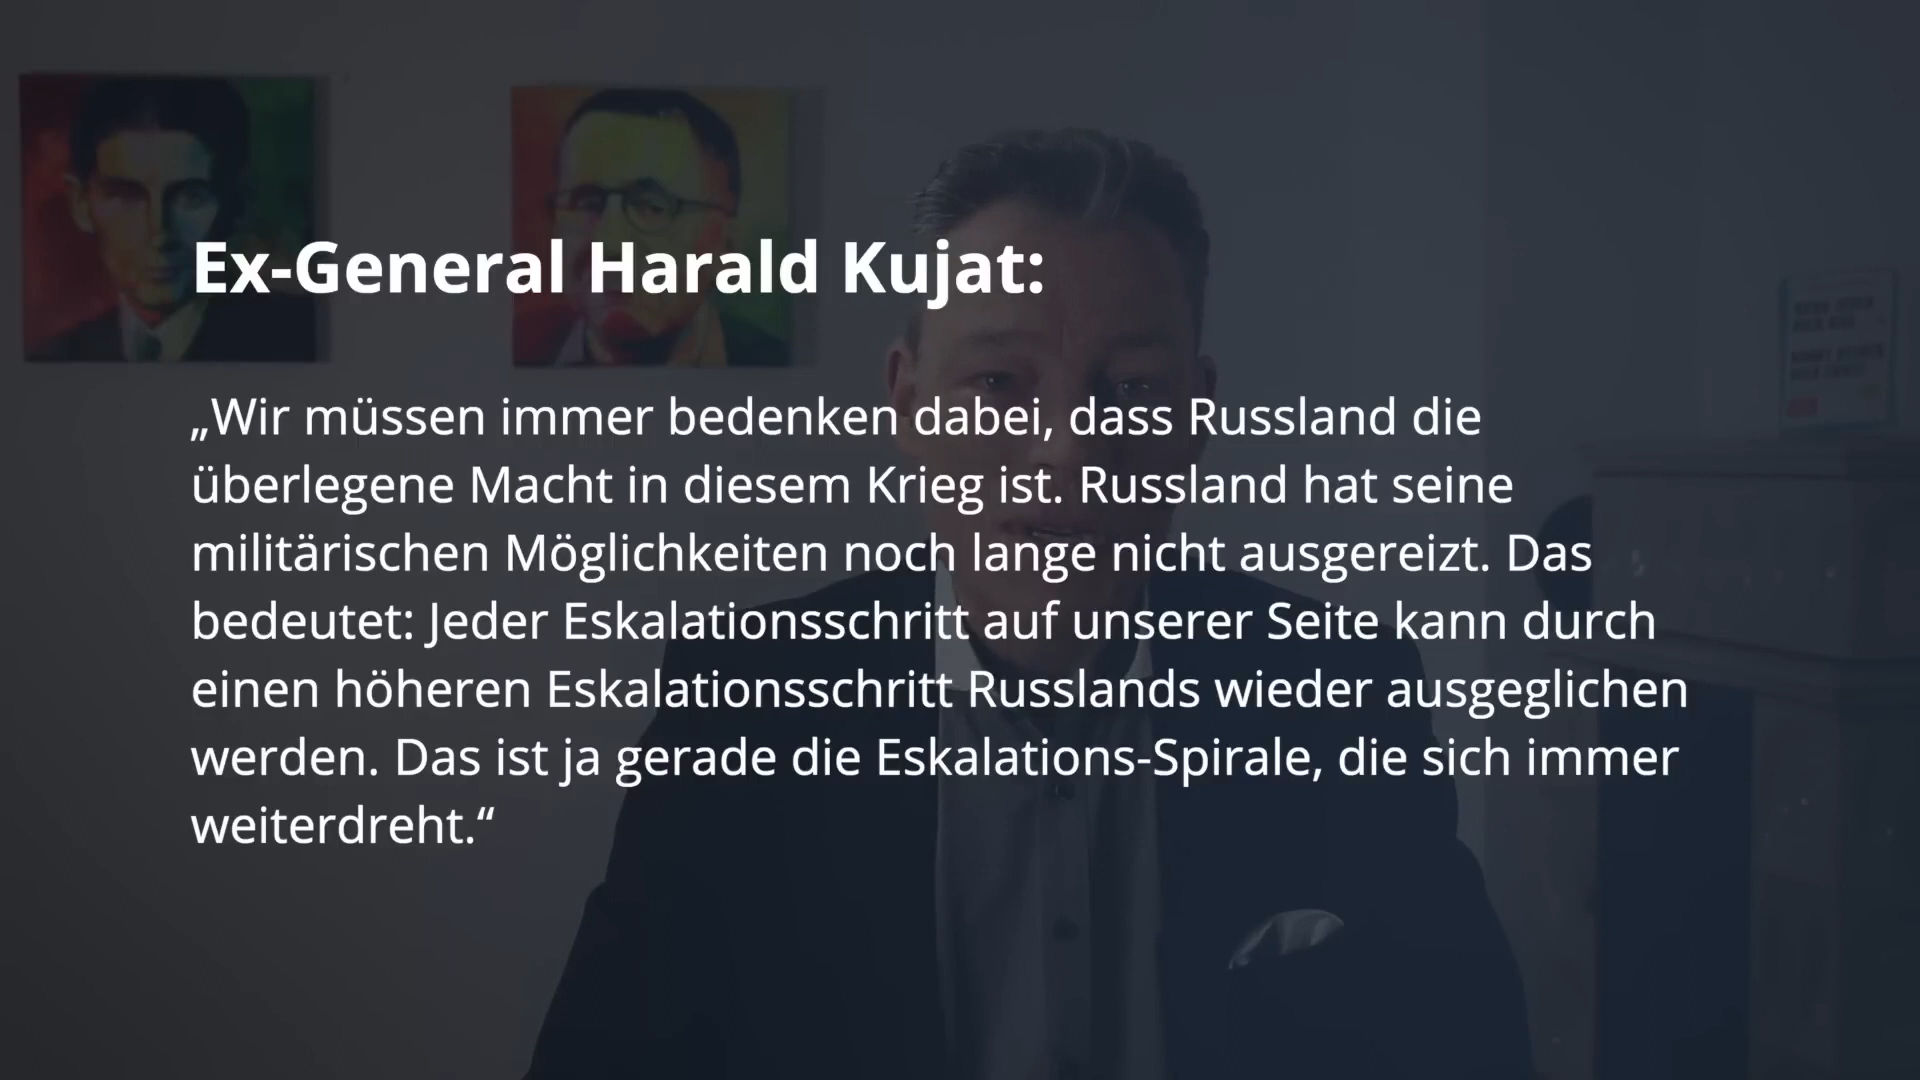 Ex-General Harald Kujat:
„Wir müssen immer bedenken dabei, dass Russland die
überlegene Macht in diesem Krieg ist. Russland hat seine
militärischen Möglichkeiten noch lange nicht ausgereizt. Das
bedeutet: Jeder Eskalationsschritt auf unserer Seite kann durch
einen höheren Eskalationsschritt Russlands wieder ausgeglichen
werden. Das ist ja gerade die Eskalations-Spirale, die sich immer
weiterdreht.“